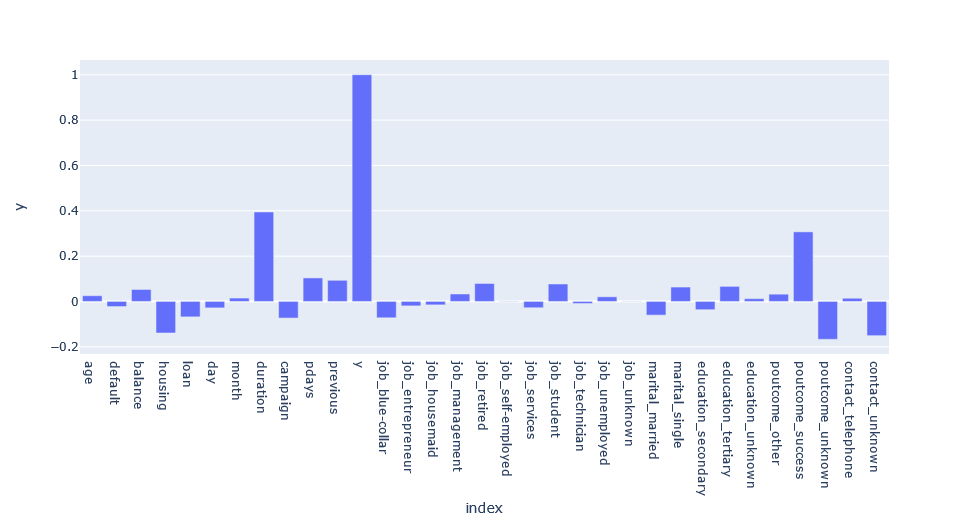 1
0.8
0.6
0.4
0.2
0
−0.2
y
age
default
balance
housing
loan
day
month
duration
campaign
pdays
previous
y
job_blue-collar
job_entrepreneur
job_housemaid
job_management
job_retired
job_self-employed
job_services
job_student
job_technician
job_unemployed
job_unknown
marital_married
marital_single
education_secondary
education_tertiary
education_unknown
poutcome_other
poutcome_success
poutcome_unknown
contact_telephone
contact_unknown
index